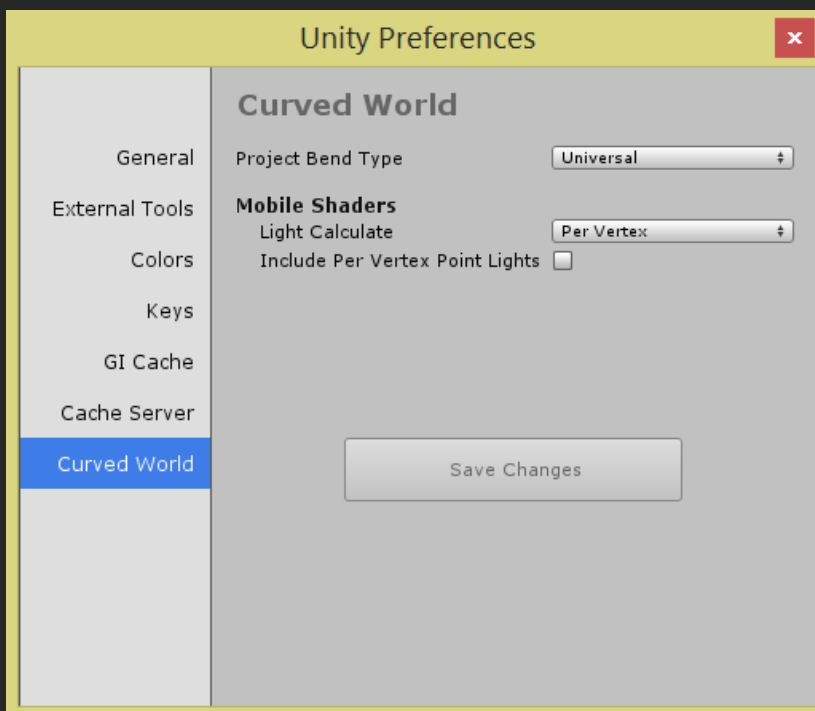 Unity Preferences
x
General
External Tools
Colors
Keys
GI Cache
Cache Server
Curved World
Curved World
Project Bend Type Universal
Mobile Shaders
Light Calculate Per Vertex
Include Per Vertex Point Lights
Save Changes